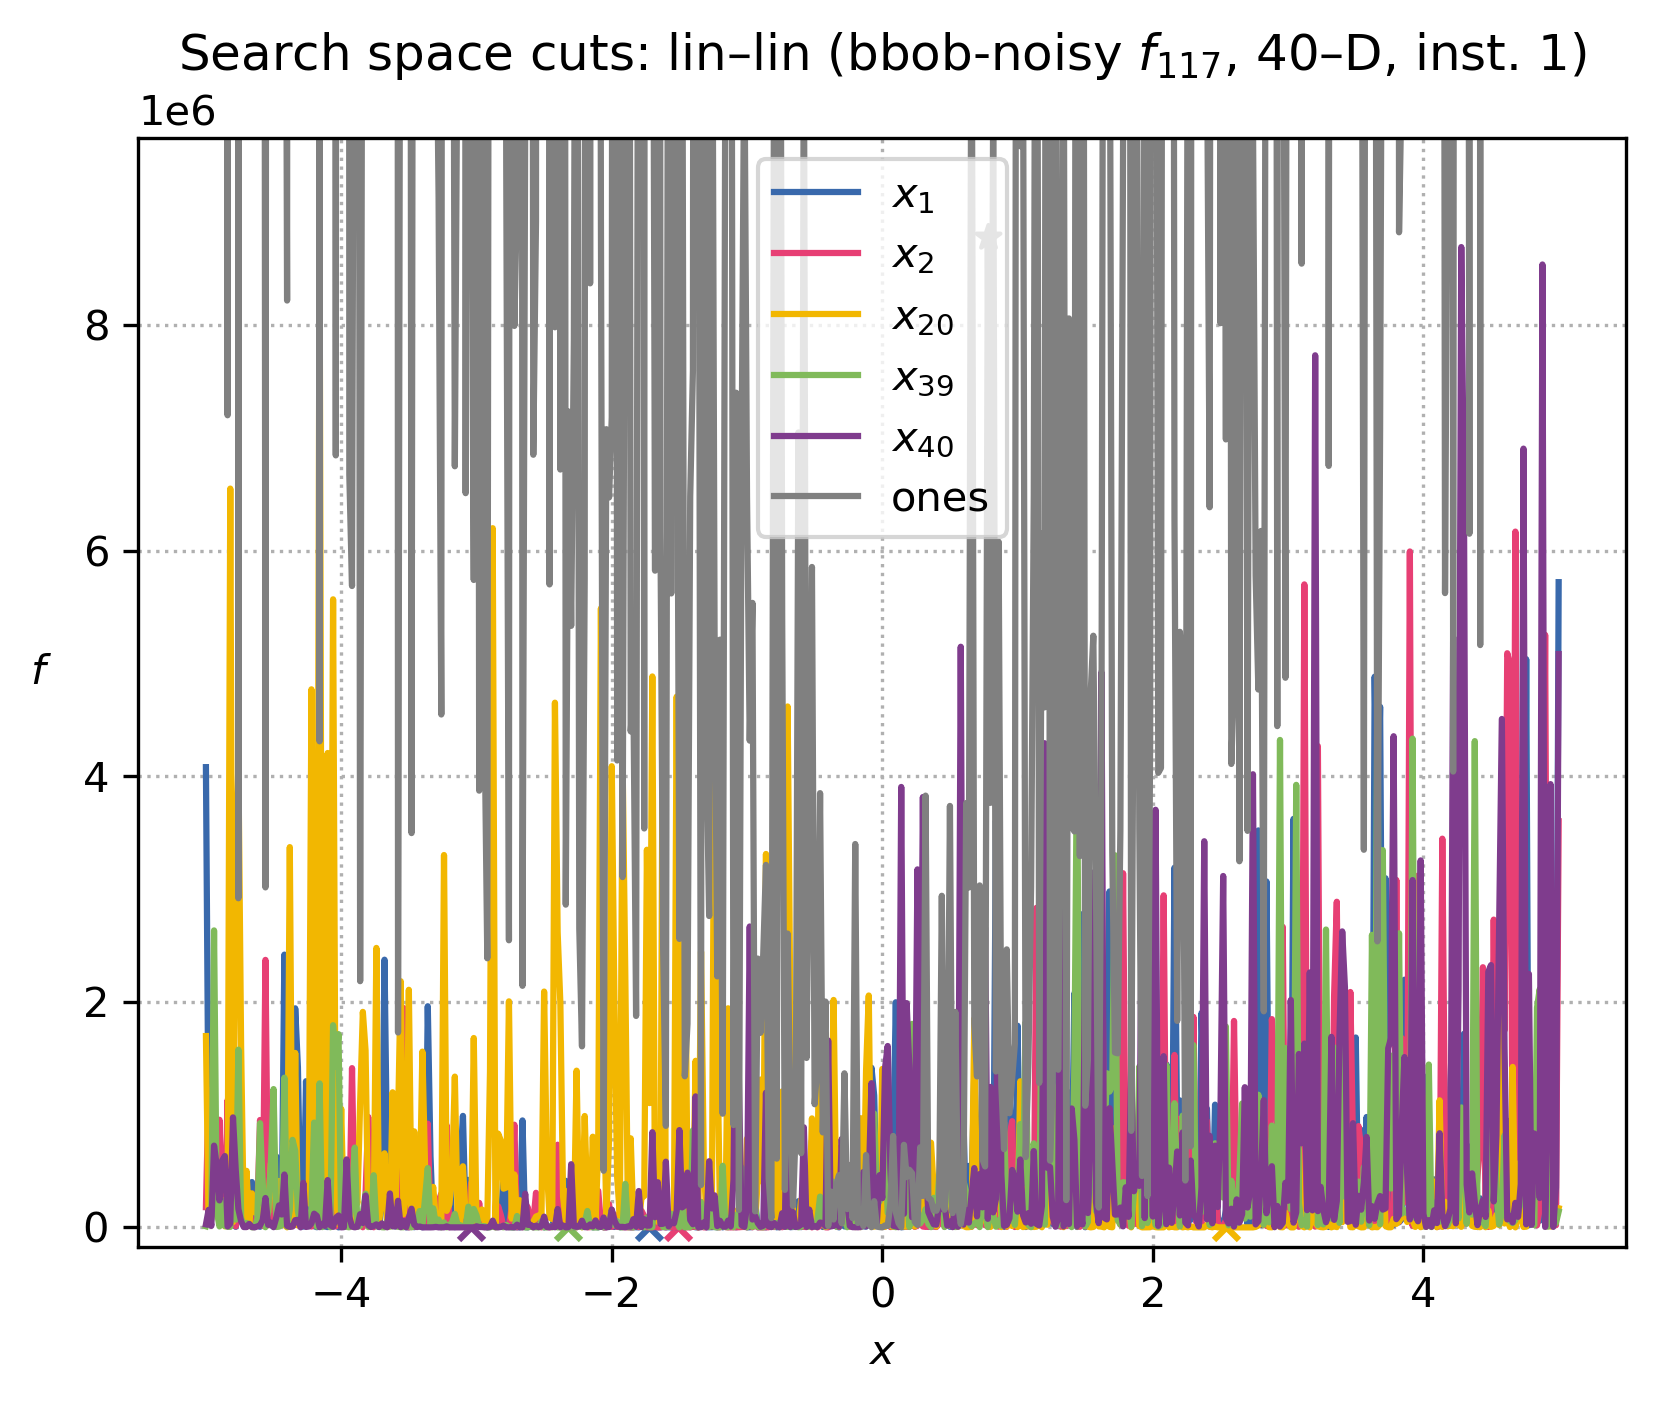 Search space cuts: lin–lin (bbob-noisy f₁₁₇, 40–D, inst. 1)
1e6
x₁
x₂
x₂₀
x₃₉
x₄₀
ones
8
6
4
2
0
f
−4 −2 0 2 4
x